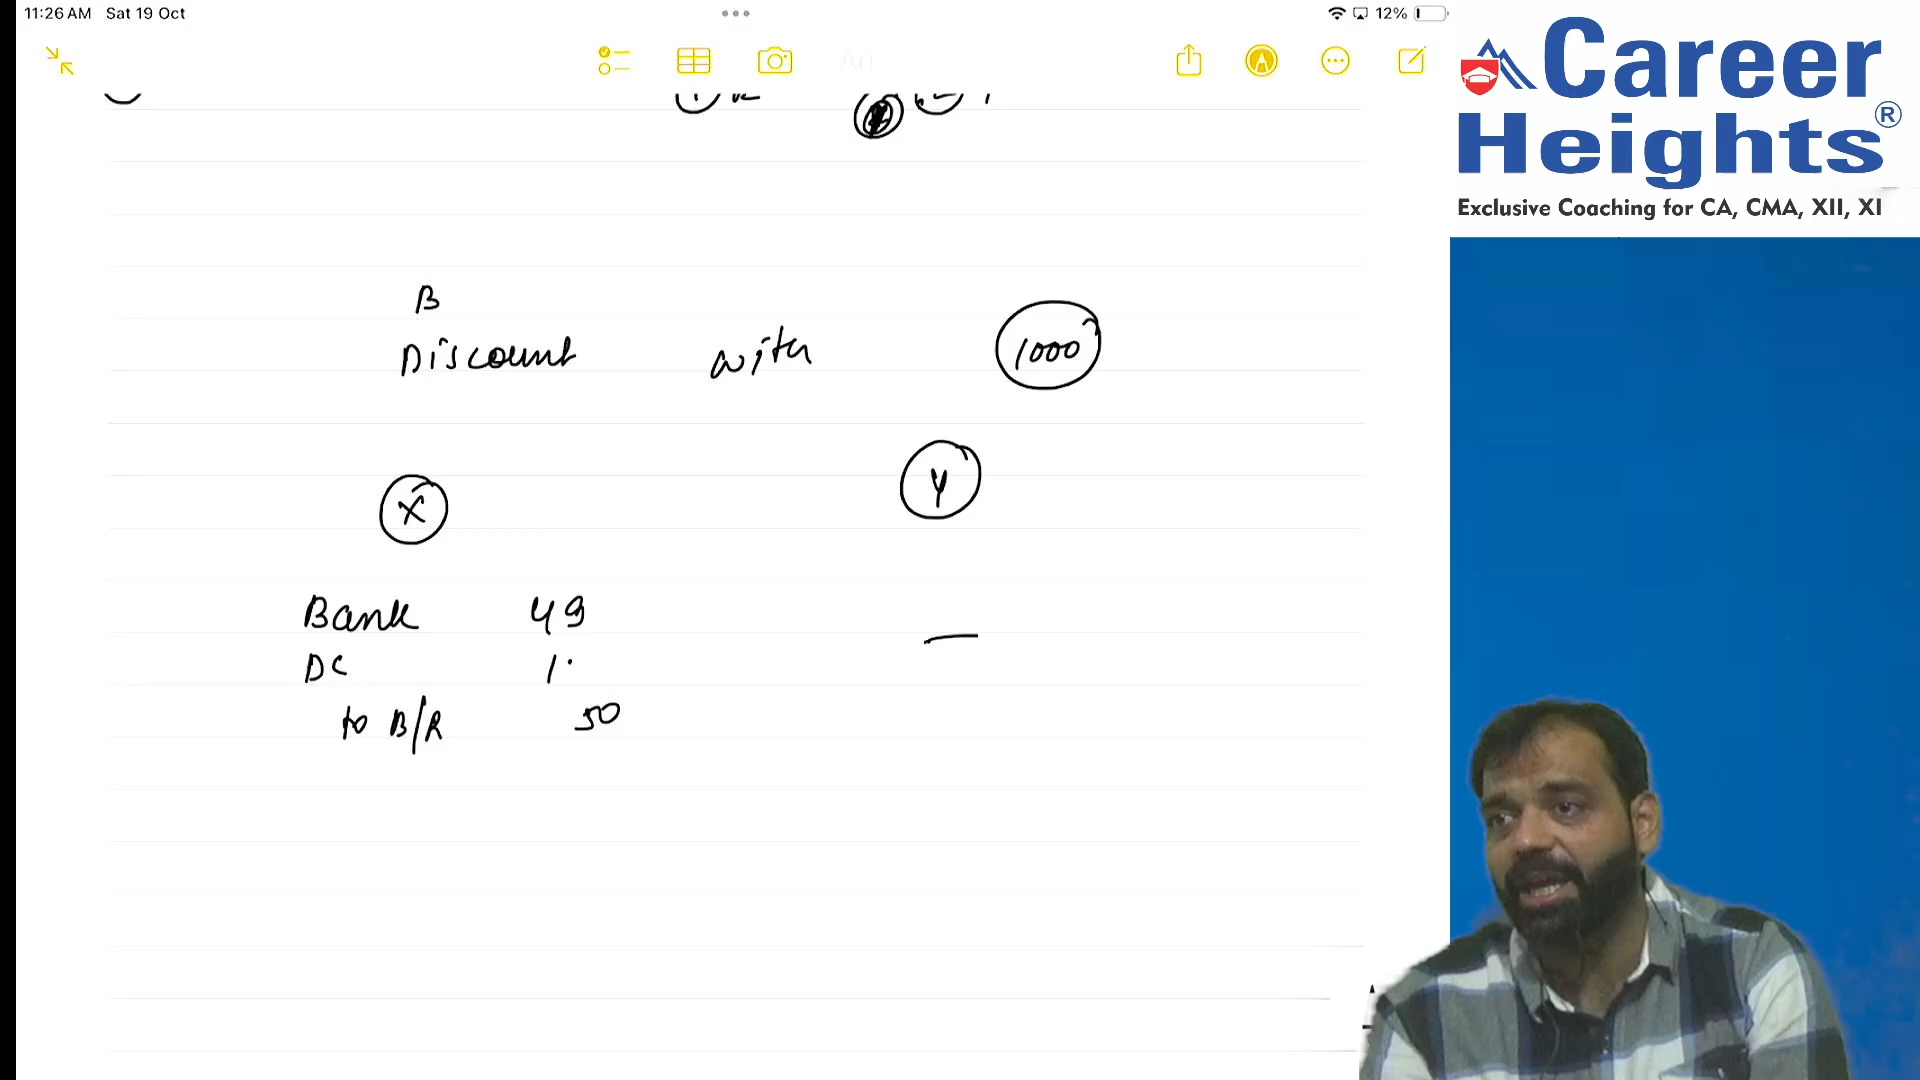 11:26 AM Sat 19 Oct
12%
Aa
Career
Heights®
Exclusive Coaching for CA, CMA, XII, XI
B
Discount with 1000
X
Y
Bank 49
DC 1.
to B/R 50